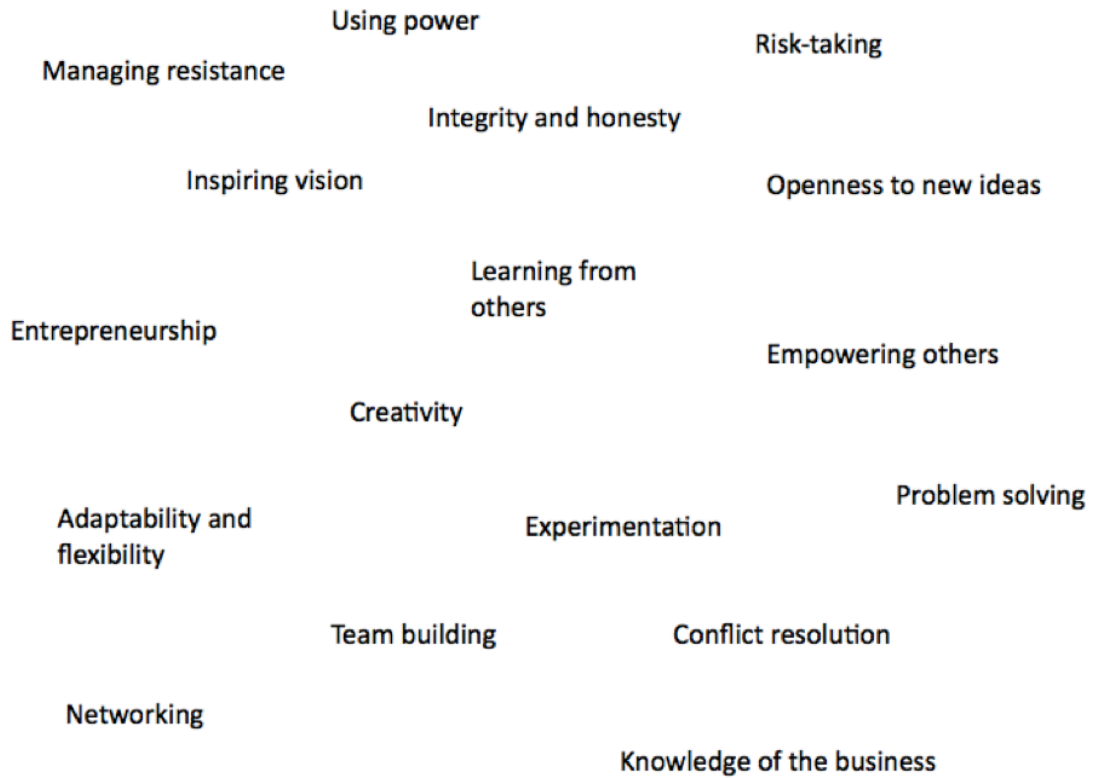 Using power
Risk-taking
Managing resistance
Integrity and honesty
Inspiring vision
Openness to new ideas
Learning from
others
Entrepreneurship
Empowering others
Creativity
Problem solving
Adaptability and
flexibility
Experimentation
Team building
Conflict resolution
Networking
Knowledge of the business